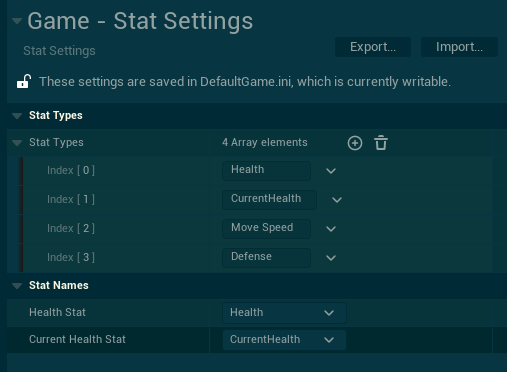 Game - Stat Settings
Stat Settings
Export...
Import...
These settings are saved in DefaultGame.ini, which is currently writable.
Stat Types
Stat Types 4 Array elements
Index [ 0 ] Health
Index [ 1 ] CurrentHealth
Index [ 2 ] Move Speed
Index [ 3 ] Defense
Stat Names
Health Stat Health
Current Health Stat CurrentHealth